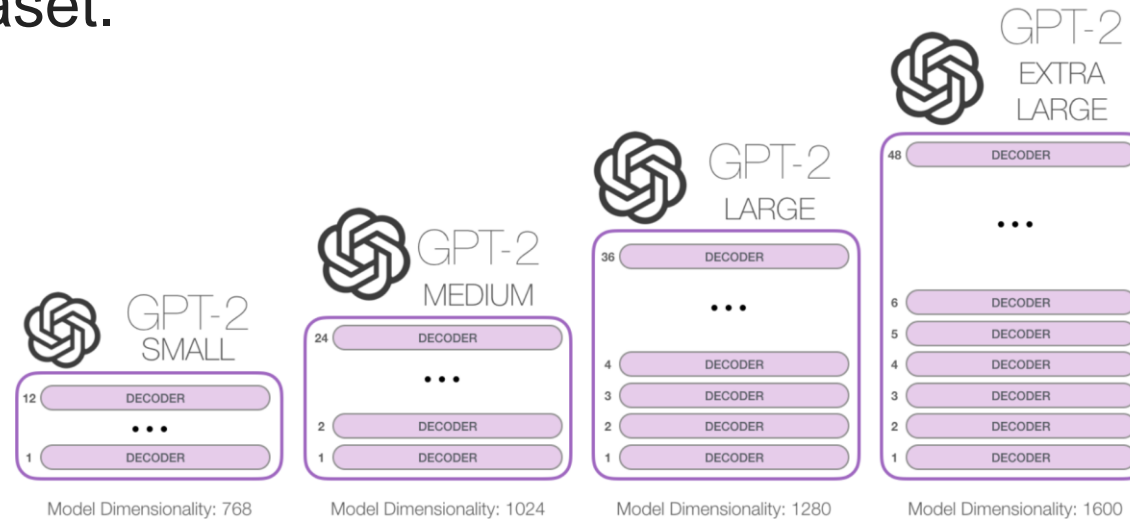 aset.
GPT-2
SMALL
12 DECODER
•••
1 DECODER
Model Dimensionality: 768
GPT-2
MEDIUM
24 DECODER
•••
2 DECODER
1 DECODER
Model Dimensionality: 1024
GPT-2
LARGE
36 DECODER
•••
4 DECODER
3 DECODER
2 DECODER
1 DECODER
Model Dimensionality: 1280
GPT-2
EXTRA
LARGE
48 DECODER
•••
6 DECODER
5 DECODER
4 DECODER
3 DECODER
2 DECODER
1 DECODER
Model Dimensionality: 1600